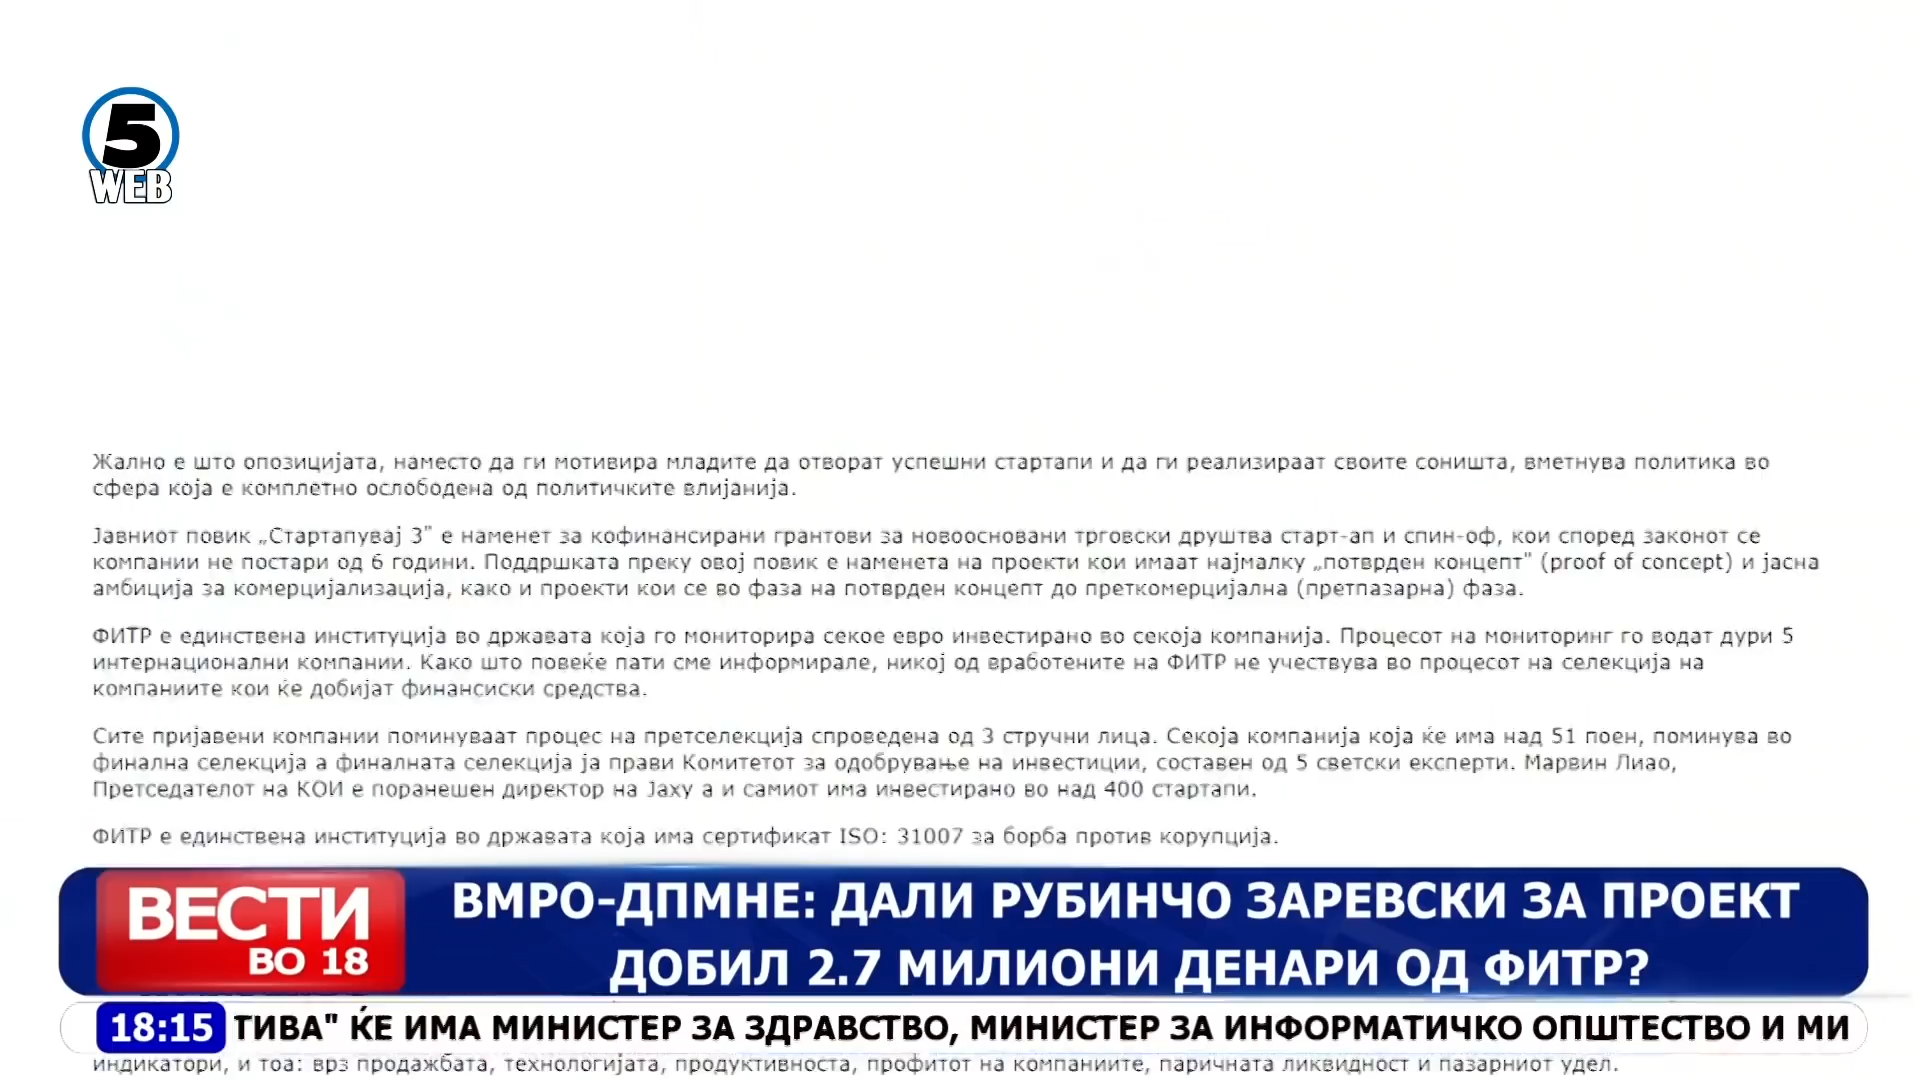 5
WEB
Жално е што опозицијата, наместо да ги мотивира младите да отворат успешни стартапи и да ги реализираат своите соништа, вметнува политика во
сфера која е комплетно ослободена од политичките влијанија.
Јавниот повик „Стартапувај 3" е наменет за кофинансирани грантови за новоосновани трговски друштва старт-ап и спин-оф, кои според законот се
компании не постари од 6 години. Поддршката преку овој повик е наменета на проекти кои имаат најмалку „потврден концепт" (proof of concept) и јасна
амбиција за комерцијализација, како и проекти кои се во фаза на потврден концепт до преткомерцијална (претпазарна) фаза.
ФИТР е единствена институција во државата која го мониторира секое евро инвестирано во секоја компанија. Процесот на мониторинг го водат дури 5
интернационални компании. Како што повеќе пати сме информирале, никој од вработените на ФИТР не учествува во процесот на селекција на
компаниите кои ќе добијат финансиски средства.
Сите пријавени компании поминуваат процес на претселекција спроведена од 3 стручни лица. Секоја компанија која ќе има над 51 поен, поминува во
финална селекција а финалната селекција ја прави Комитетот за одобрување на инвестиции, составен од 5 светски експерти. Марвин Лиао,
Претседателот на КОИ е поранешен директор на Јаху а и самиот има инвестирано во над 400 стартапи.
ФИТР е единствена институција во државата која има сертификат ISO: 31007 за борба против корупција.
ВЕСТИ
ВО 18
ВМРО-ДПМНЕ: ДАЛИ РУБИНЧО ЗАРЕВСКИ ЗА ПРОЕКТ
ДОБИЛ 2.7 МИЛИОНИ ДЕНАРИ ОД ФИТР?
18:15 ТИВА" ЌЕ ИМА МИНИСТЕР ЗА ЗДРАВСТВО, МИНИСТЕР ЗА ИНФОРМАТИЧКО ОПШТЕСТВО И МИ
индикатори, и тоа: врз продажбата, технологијата, продуктивноста, профитот на компаниите, паричната ликвидност и пазарниот удел.